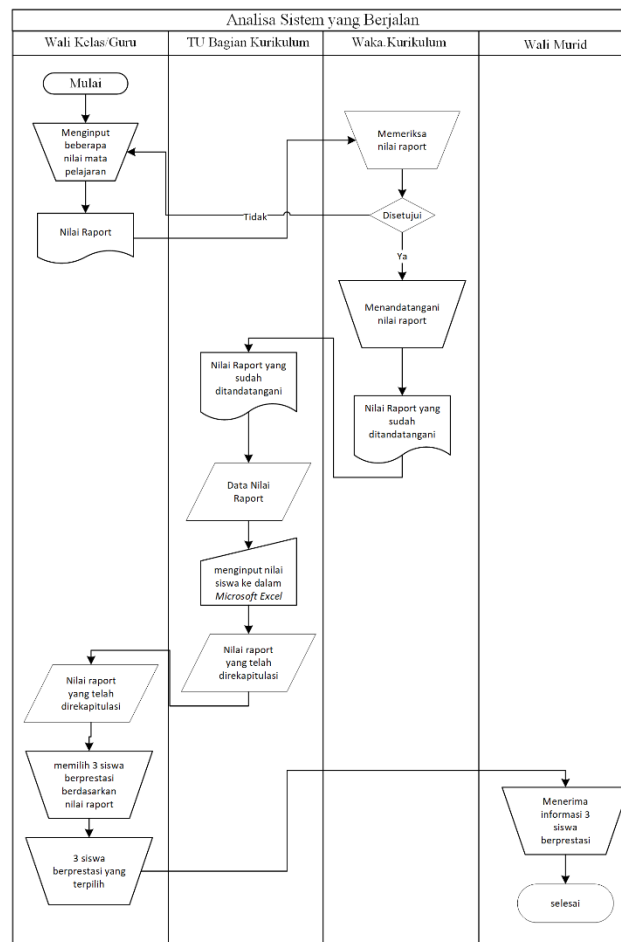 Analisa Sistem yang Berjalan
Wali Kelas/Guru
TU Bagian Kurikulum
Waka.Kurikulum
Wali Murid
Mulai
Menginput
beberapa
nilai mata
pelajaran
Nilai Raport
Memeriksa
nilai raport
Disetujui
Tidak
Ya
Menandatangani
nilai raport
Nilai Raport yang
sudah
ditandatangani
Nilai Raport yang
sudah
ditandatangani
Data Nilai
Raport
menginput nilai
siswa ke dalam
Microsoft Excel
Nilai raport
yang telah
direkapitulasi
Nilai raport
yang telah
direkapitulasi
memilih 3 siswa
berprestasi
berdasarkan
nilai raport
3 siswa
berprestasi yang
terpilih
Menerima
informasi 3
siswa
berprestasi
selesai